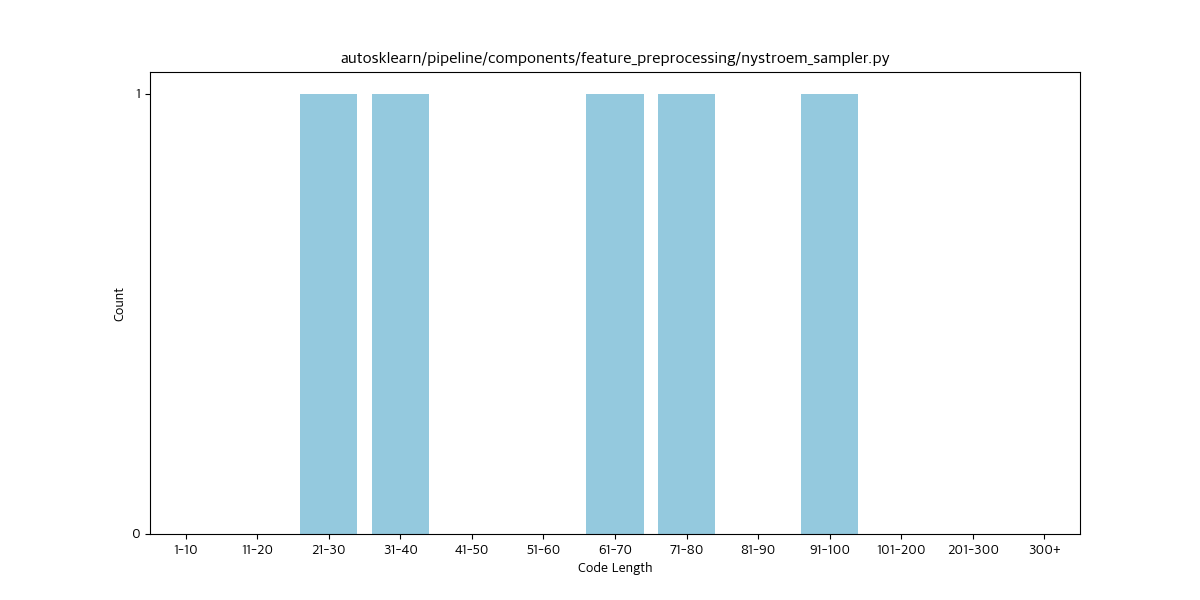 autosklearn/pipeline/components/feature_preprocessing/nystroem_sampler.py
1
Count
0
1-10 11-20 21-30 31-40 41-50 51-60 61-70 71-80 81-90 91-100 101-200 201-300 300+
Code Length